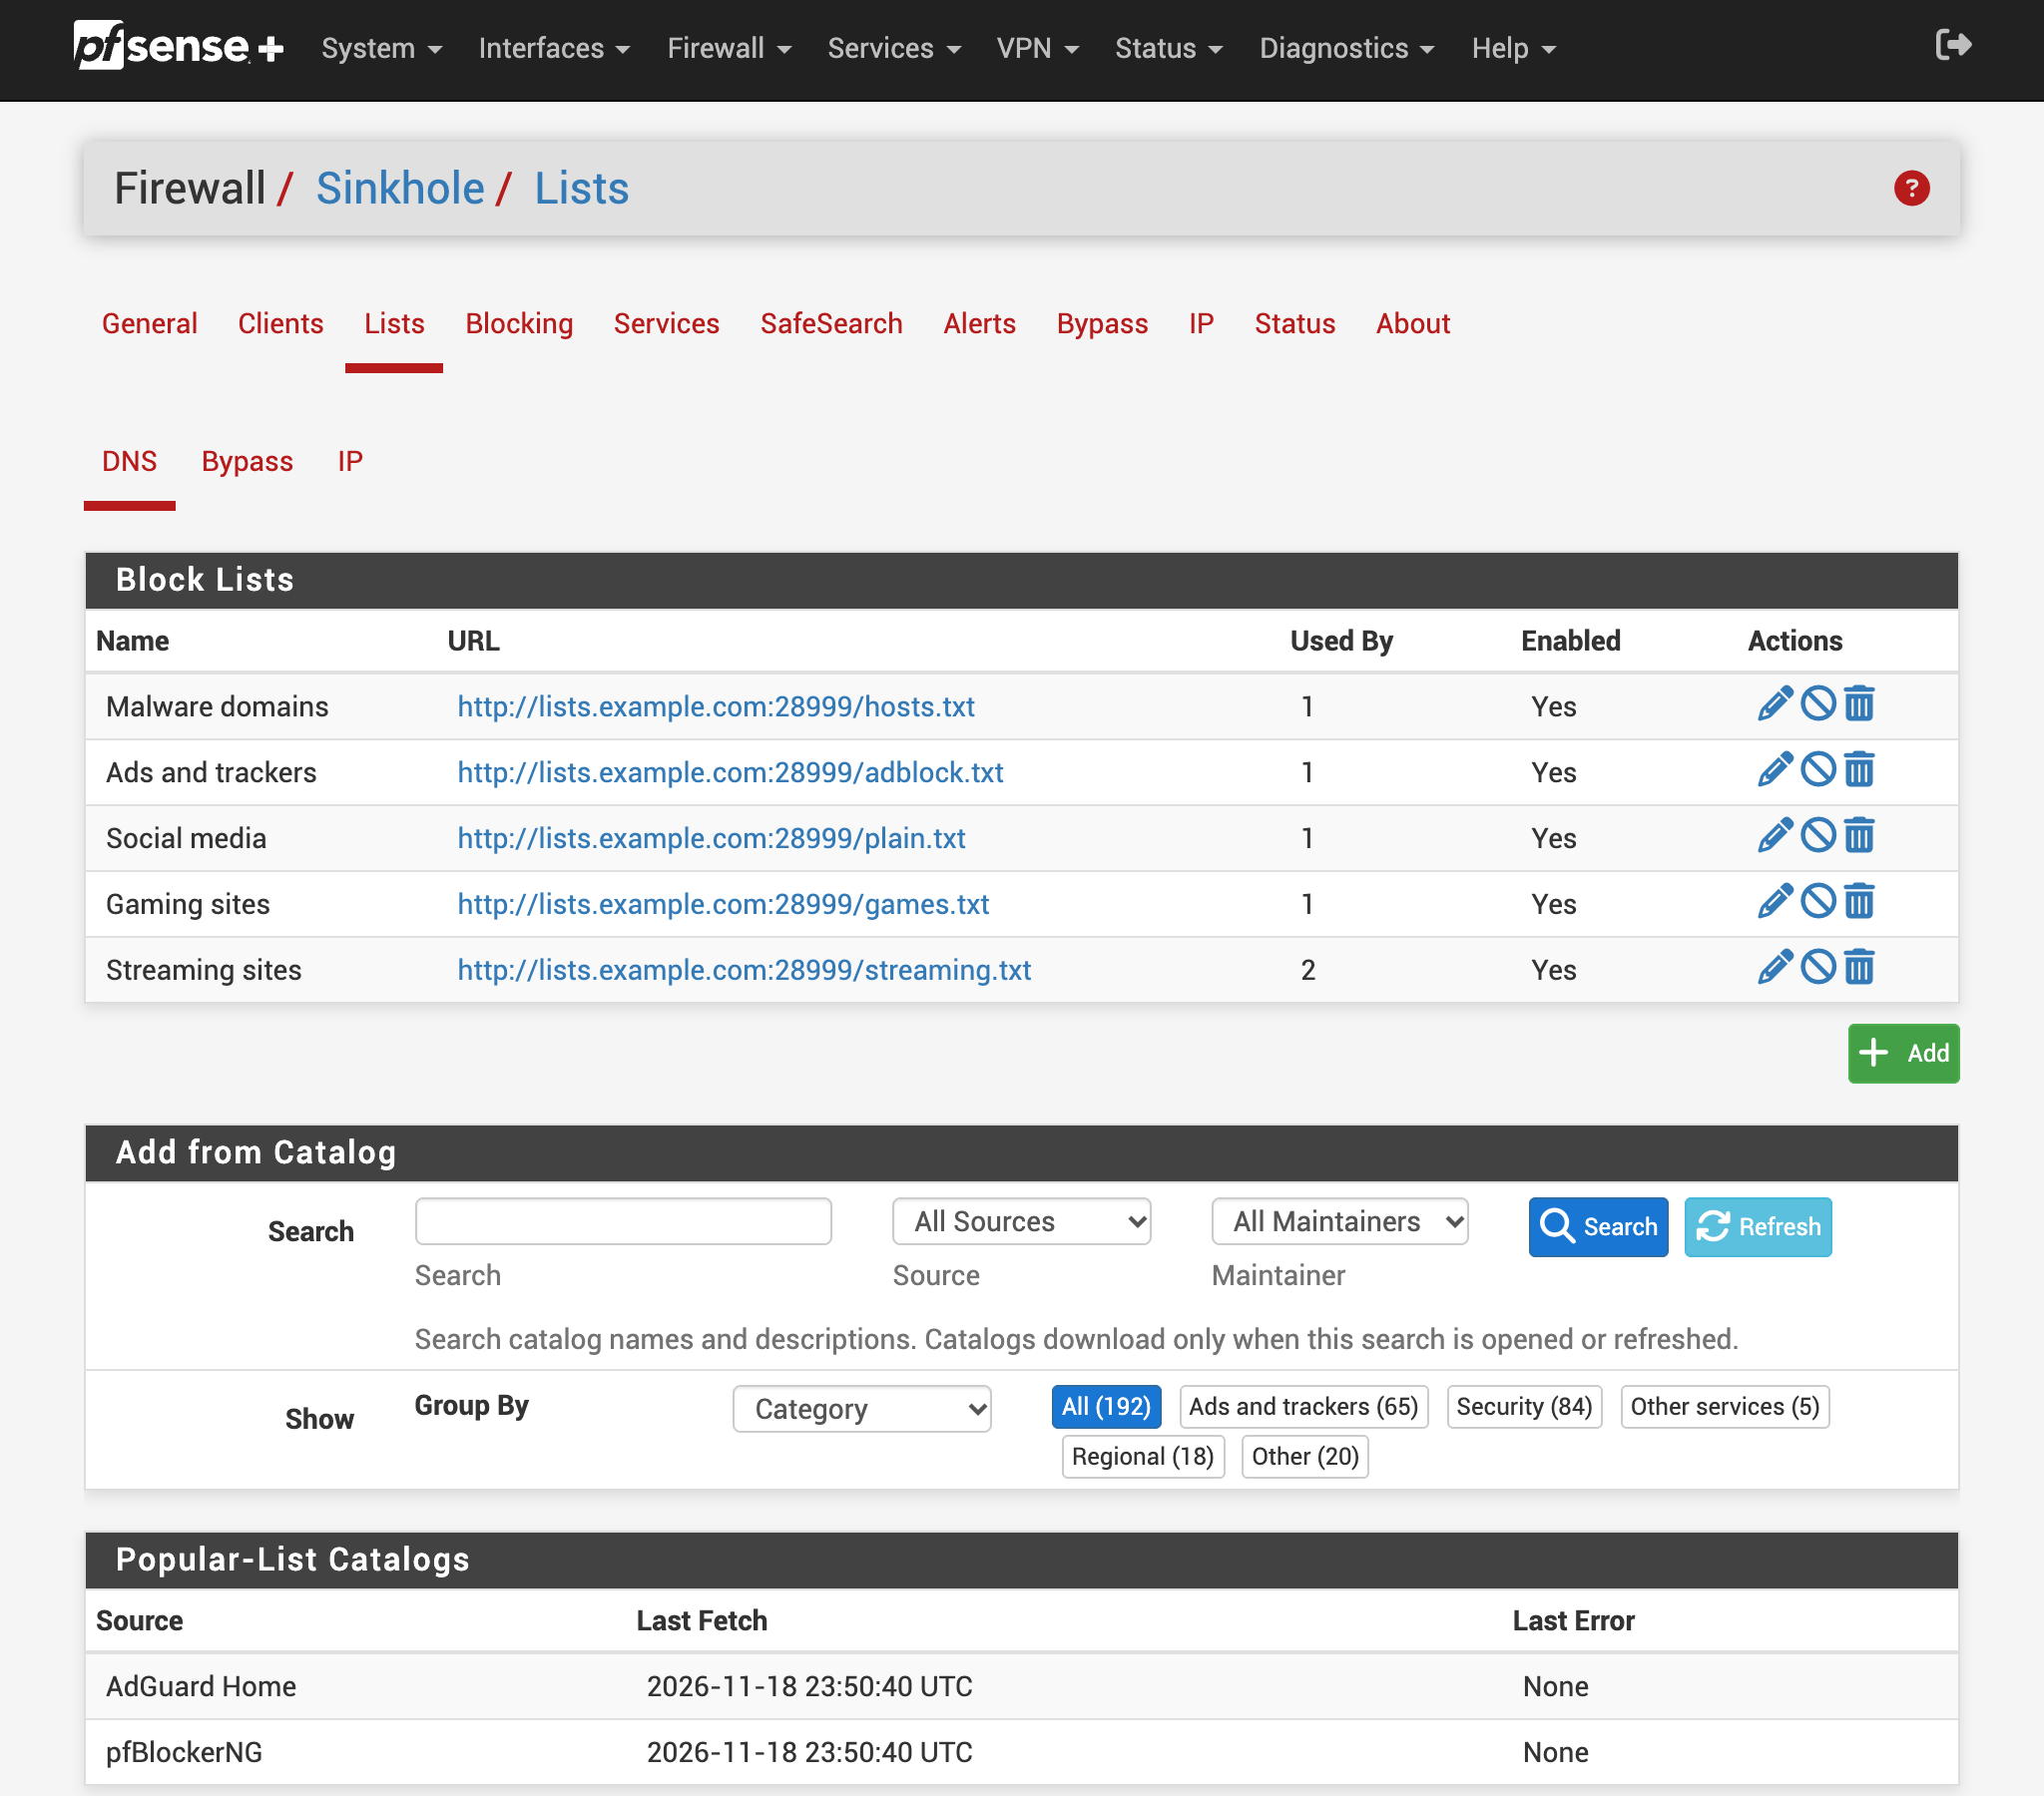 pfsense + System Interfaces Firewall Services VPN Status Diagnostics Help
Firewall / Sinkhole / Lists ?
General Clients Lists Blocking Services SafeSearch Alerts Bypass IP Status About
DNS Bypass IP
Block Lists
Name URL Used By Enabled Actions
Malware domains http://lists.example.com:28999/hosts.txt 1 Yes
Ads and trackers http://lists.example.com:28999/adblock.txt 1 Yes
Social media http://lists.example.com:28999/plain.txt 1 Yes
Gaming sites http://lists.example.com:28999/games.txt 1 Yes
Streaming sites http://lists.example.com:28999/streaming.txt 2 Yes
Add
Add from Catalog
Search All Sources All Maintainers Search Refresh
Search Source Maintainer
Search catalog names and descriptions. Catalogs download only when this search is opened or refreshed.
Show Group By Category All (192) Ads and trackers (65) Security (84) Other services (5)
Regional (18) Other (20)
Popular-List Catalogs
Source Last Fetch Last Error
AdGuard Home 2026-11-18 23:50:40 UTC None
pfBlockerNG 2026-11-18 23:50:40 UTC None